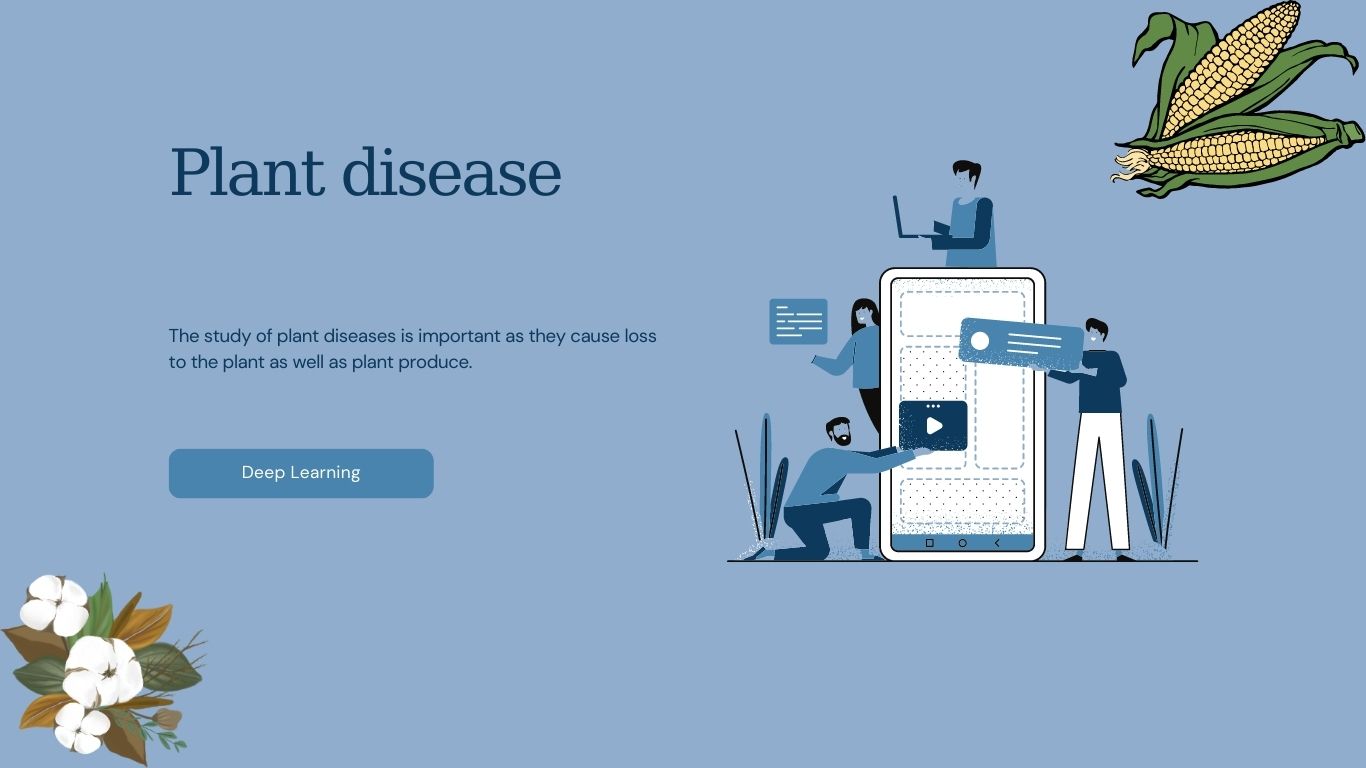 Plant disease
The study of plant diseases is important as they cause loss
to the plant as well as plant produce.
Deep Learning